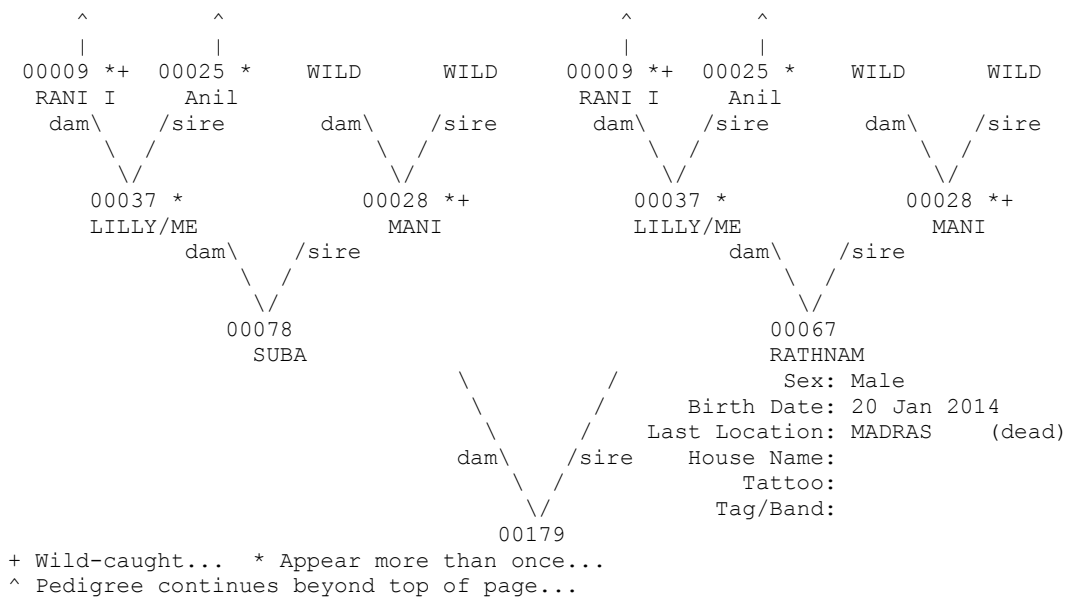 ^         ^                             ^         ^
      |         |                             |         |
 00009 *+  00025 *    WILD      WILD     00009 *+  00025 *    WILD      WILD
  RANI I     Anil                         RANI I     Anil
   dam\    /sire       dam\    /sire       dam\    /sire       dam\    /sire
       \  /                \  /                \  /                \  /
        \/                  \/                  \/                  \/
      00037 *             00028 *+            00037 *             00028 *+
      LILLY/ME              MANI              LILLY/ME              MANI
             dam\    /sire                           dam\    /sire
                 \  /                                    \  /
                  \/                                      \/
                00078                                   00067
                  SUBA                                  RATHNAM
                                 \          /            Sex: Male
                                  \        /      Birth Date: 20 Jan 2014
                                   \      /    Last Location: MADRAS    (dead)
                                 dam\    /sire    House Name:
                                     \  /             Tattoo:
                                      \/            Tag/Band:
                                    00179
+ Wild-caught... * Appear more than once...
^ Pedigree continues beyond top of page...